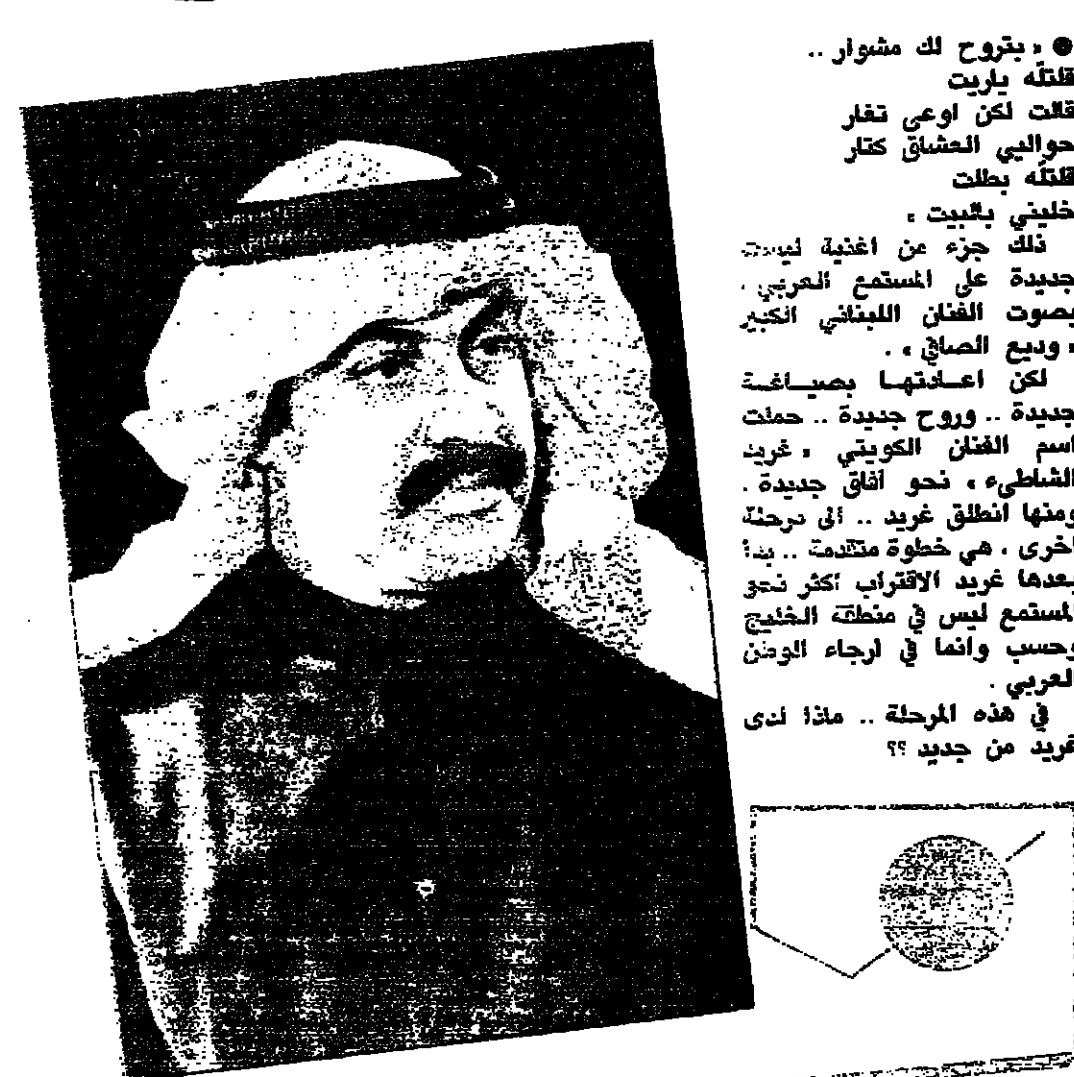 ● « بتروح لك مشوار ..
قلتله ياريت
قالت لكن اوعى تغار
حواليي العشاق كتار
قلتله بطلت
خليني بالبيت »
ذلك جزء من اغنية ليست
جديدة على المستمع العربي ،
بصوت الفنان اللبناني الكبير
« وديع الصافي » .
لكن اعادتها بصياغة
جديدة .. وروح جديدة .. حملت
اسم الفنان الكويتي « غريد
الشاطيء » نحو آفاق جديدة .
ومنها انطلق غريد .. الى مرحلة
اخرى ، هي خطوة متقدمة .. بدأ
بعدها غريد الاقتراب اكثر نحو
المستمع ليس في منطقة الخليج
وحسب وانما في ارجاء الوطن
العربي .
في هذه المرحلة .. ماذا لدى
غريد من جديد ؟؟